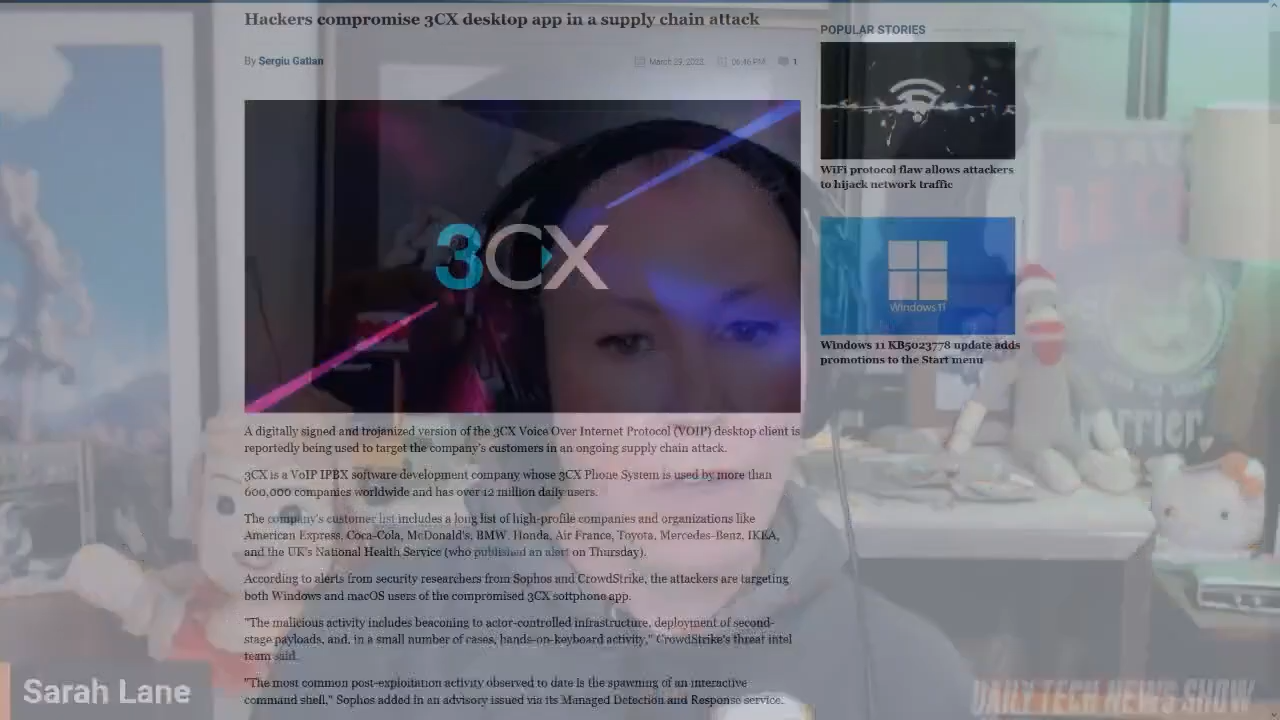 Hackers compromise 3CX desktop app in a supply chain attack
By Sergiu Gatlan
March 29, 2023
06:46 PM
1
3CX
A digitally signed and trojanized version of the 3CX Voice Over Internet Protocol (VOIP) desktop client is
reportedly being used to target the company's customers in an ongoing supply chain attack.
3CX is a VoIP IPBX software development company whose 3CX Phone System is used by more than
600,000 companies worldwide and has over 12 million daily users.
The company's customer list includes a long list of high-profile companies and organizations like
American Express, Coca-Cola, McDonald's, BMW, Honda, Air France, Toyota, Mercedes-Benz, IKEA,
and the UK's National Health Service (who published an alert on Thursday).
According to alerts from security researchers from Sophos and CrowdStrike, the attackers are targeting
both Windows and macOS users of the compromised 3CX softphone app.
"The malicious activity includes beaconing to actor-controlled infrastructure, deployment of second-
stage payloads, and, in a small number of cases, hands-on-keyboard activity," CrowdStrike's threat intel
team said.
"The most common post-exploitation activity observed to date is the spawning of an interactive
command shell," Sophos added in an advisory issued via its Managed Detection and Response service.
POPULAR STORIES
WiFi protocol flaw allows attackers
to hijack network traffic
Windows 11
Windows 11 KB5023778 update adds
promotions to the Start menu
Sarah Lane
DAILY TECH NEWS SHOW